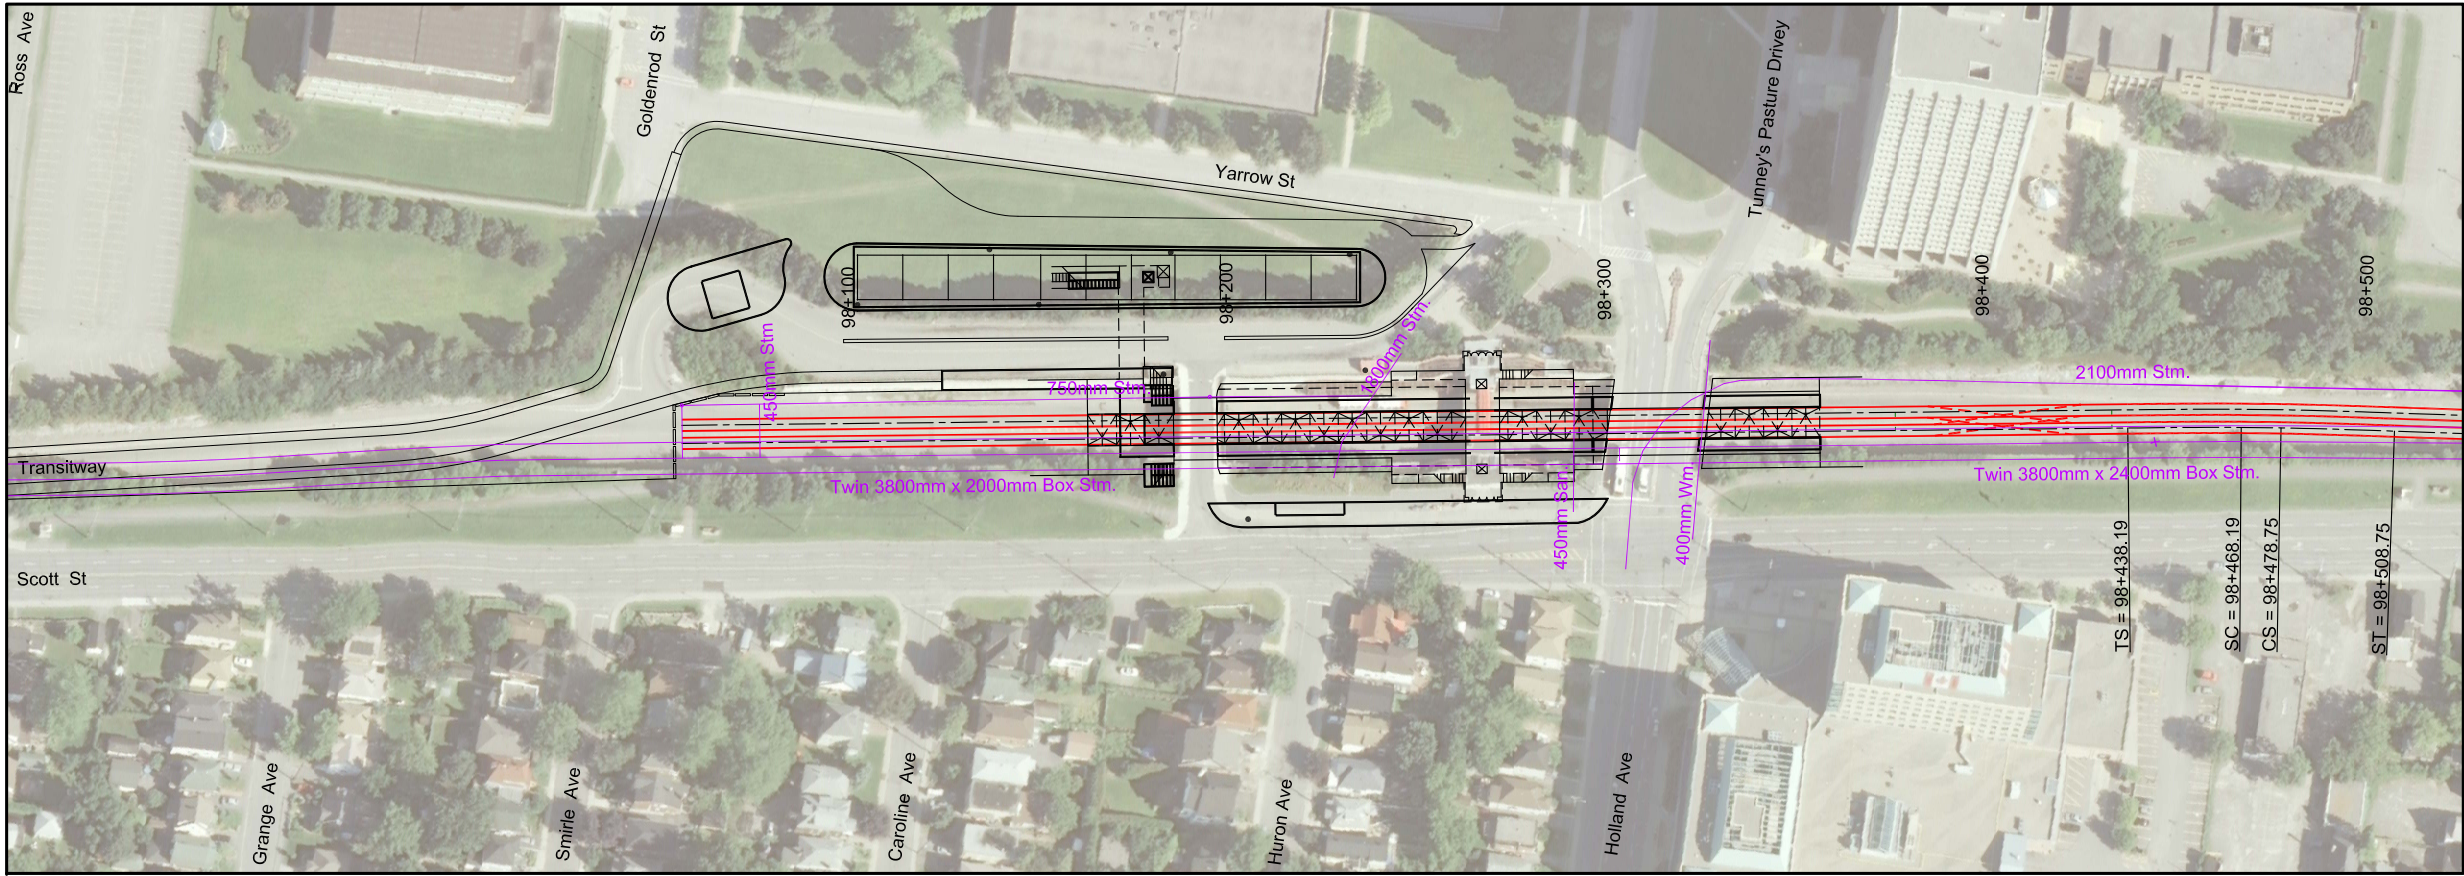 Ross Ave
Goldenrod St
Yarrow St
Tunney's Pasture Drivey
98+100
98+200
98+300
98+400
98+500
450mm Stm
750mm Stm.
1800mm Stm.
2100mm Stm.
Transitway
Twin 3800mm x 2000mm Box Stm.
Twin 3800mm x 2400mm Box Stm.
450mm San.
400mm Wm.
Scott St
TS = 98+438.19
SC = 98+468.19
CS = 98+478.75
ST = 98+508.75
Grange Ave
Smirle Ave
Caroline Ave
Huron Ave
Holland Ave